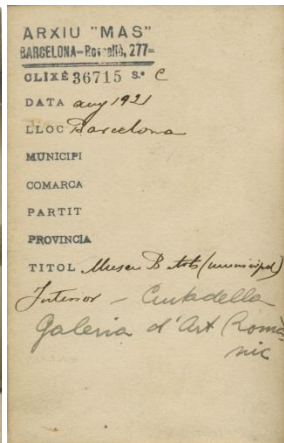 ARXIU "MAS"
BARCELONA-Rosselló, 277-
CLIXÉ 36715 S.e C
DATA any 1921
LLOC Barcelona
MUNICIPI
COMARCA
PARTIT
PROVINCIA
TITOL Museu B. Arts (municipal)
Interior - Ciutadella
Galeria d'Art Romà-
nic